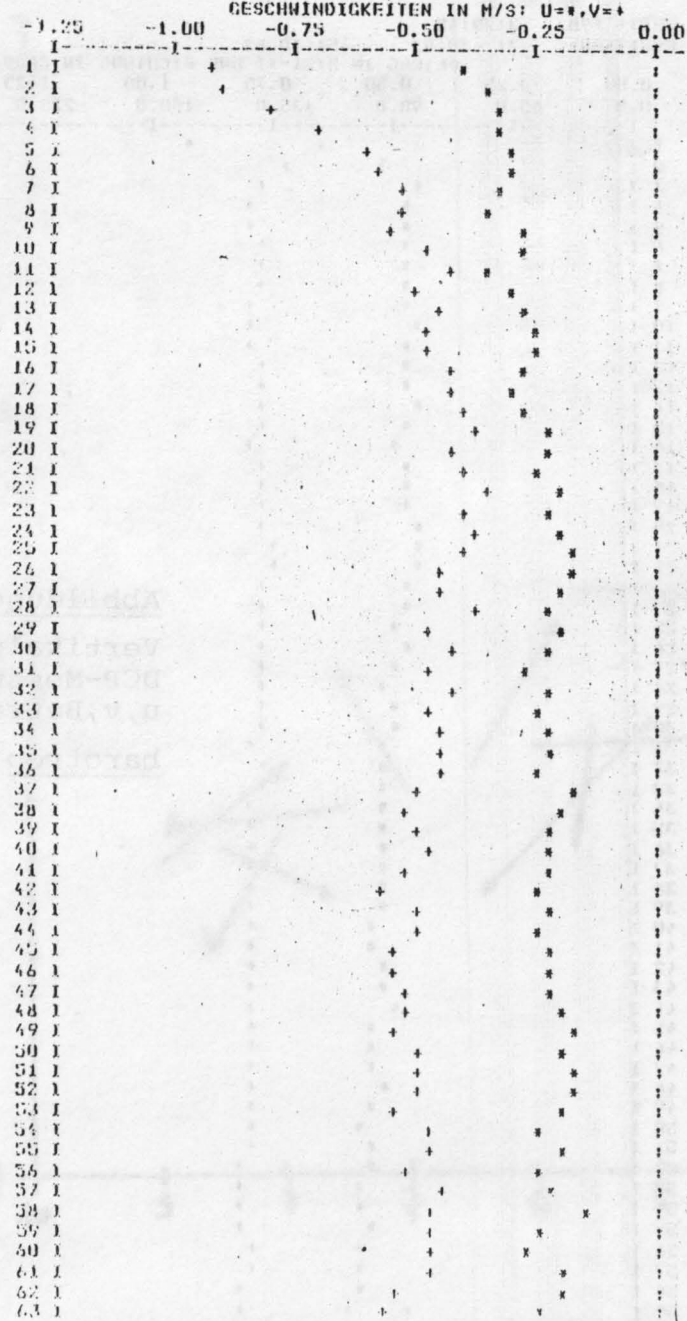 GESCHWINDIGKEITEN IN M/S: U=*,V=+
-1.25 -1.00 -0.75 -0.50 -0.25 0.00
1 I
2 I
3 I
4 I
5 I
6 I
7 I
8 I
9 I
10 I
11 I
12 I
13 I
14 I
15 I
16 I
17 I
18 I
19 I
20 I
21 I
22 I
23 I
24 I
25 I
26 I
27 I
28 I
29 I
30 I
31 I
32 I
33 I
34 I
35 I
36 I
37 I
38 I
39 I
40 I
41 I
42 I
43 I
44 I
45 I
46 I
47 I
48 I
49 I
50 I
51 I
52 I
53 I
54 I
55 I
56 I
57 I
58 I
59 I
60 I
61 I
62 I
63 I